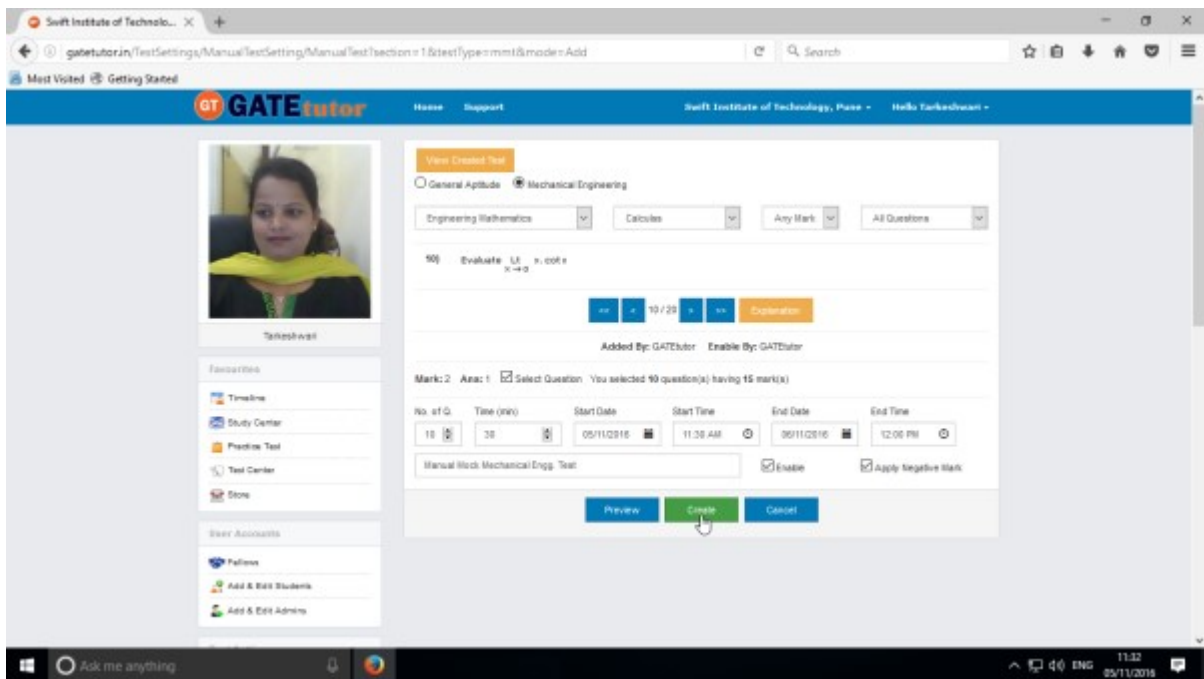 Swift Institute of Technolo...
gatetutor.in/TestSettings/ManualTestSetting/ManualTest?section=1&testType=mmt&mode=Add
Search
Most Visited Getting Started
GT GATEtutor Home Support Swift Institute of Technology, Pune Hello Tarkeshwari
View Created Test
General Aptitude Mechanical Engineering
Engineering Mathematics Calculas Any Mark All Questions
10) Evaluate Lt x. cot x
<< < 10 / 20 > >> Explanation
Tarkeshwari
Added By: GATEtutor Enable By: GATEtutor
Favourites
Mark: 2 Ans: 1 Select Question You selected 10 question(s) having 15 mark(s)
Timeline
Study Center
Practice Test
Test Center
Store
No. of Q. Time (min) Start Date Start Time End Date End Time
10 30 05/11/2016 11:30 AM 06/11/2016 12:00 PM
Manual Mock Mechanical Engg. Test Enable Apply Negative Mark
Preview Create Cancel
User Accounts
Fellows
Add & Edit Students
Add & Edit Admins
Ask me anything
ENG 11:32
05/11/2016